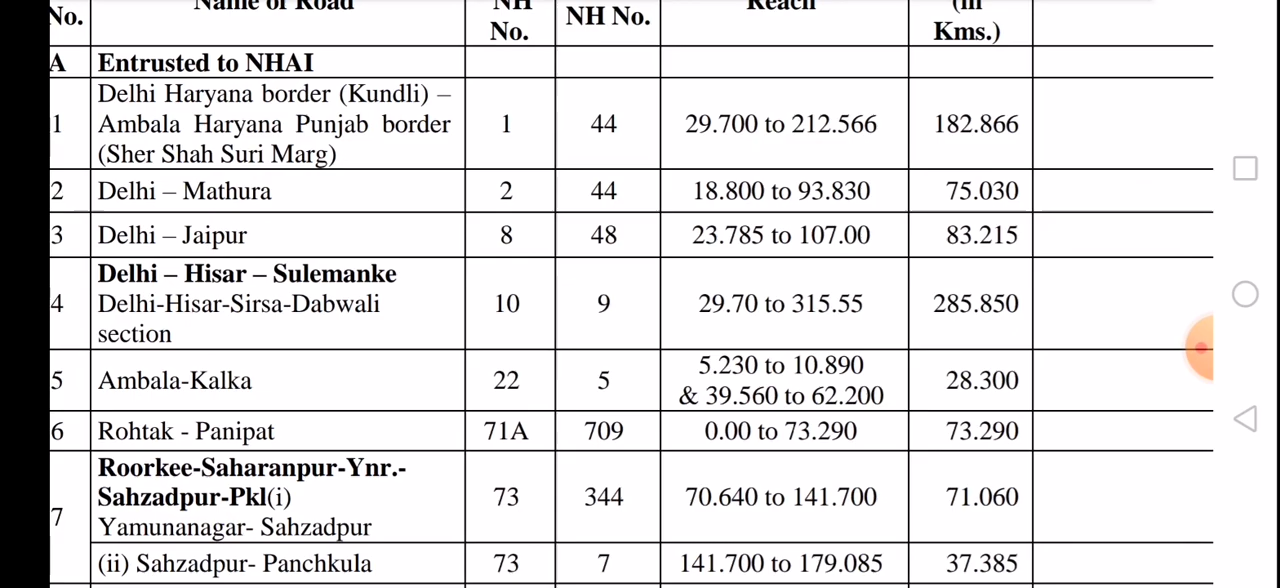 No. Name of Road NH No. NH No. Reach (in Kms.)
A Entrusted to NHAI
Delhi Haryana border (Kundli) –
1 Ambala Haryana Punjab border 1 44 29.700 to 212.566 182.866
(Sher Shah Suri Marg)
2 Delhi – Mathura 2 44 18.800 to 93.830 75.030
3 Delhi – Jaipur 8 48 23.785 to 107.00 83.215
Delhi – Hisar – Sulemanke
4 Delhi-Hisar-Sirsa-Dabwali 10 9 29.70 to 315.55 285.850
section
5 Ambala-Kalka 22 5 5.230 to 10.890 28.300
& 39.560 to 62.200
6 Rohtak - Panipat 71A 709 0.00 to 73.290 73.290
Roorkee-Saharanpur-Ynr.-
7 Sahzadpur-Pkl(i) 73 344 70.640 to 141.700 71.060
Yamunanagar- Sahzadpur
(ii) Sahzadpur- Panchkula 73 7 141.700 to 179.085 37.385